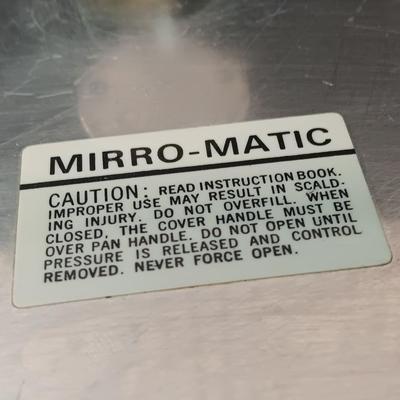 MIRRO-MATIC
CAUTION: READ INSTRUCTION BOOK.
IMPROPER USE MAY RESULT IN SCALD-
ING INJURY. DO NOT OVERFILL. WHEN
CLOSED, THE COVER HANDLE MUST BE
OVER PAN HANDLE. DO NOT OPEN UNTIL
PRESSURE IS RELEASED AND CONTROL
REMOVED. NEVER FORCE OPEN.